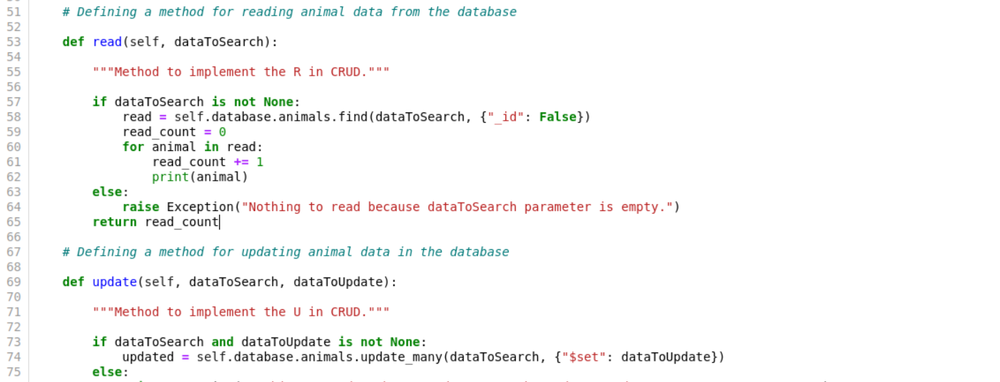 51 # Defining a method for reading animal data from the database
52
53 def read(self, dataToSearch):
54
55 """Method to implement the R in CRUD."""
56
57 if dataToSearch is not None:
58 read = self.database.animals.find(dataToSearch, {"_id": False})
59 read_count = 0
60 for animal in read:
61 read_count += 1
62 print(animal)
63 else:
64 raise Exception("Nothing to read because dataToSearch parameter is empty.")
65 return read_count
66
67 # Defining a method for updating animal data in the database
68
69 def update(self, dataToSearch, dataToUpdate):
70
71 """Method to implement the U in CRUD."""
72
73 if dataToSearch and dataToUpdate is not None:
74 updated = self.database.animals.update_many(dataToSearch, {"$set": dataToUpdate})
75 else: